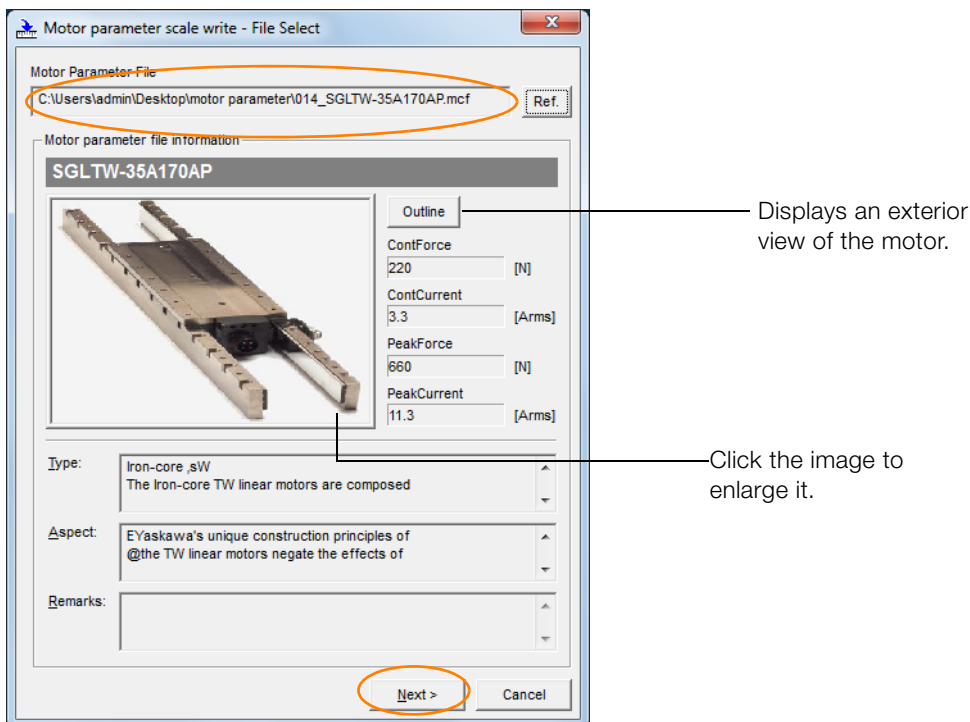 Motor parameter scale write - File Select
x
Motor Parameter File
C:\Users\admin\Desktop\motor parameter\014_SGLTW-35A170AP.mcf
Ref.
Motor parameter file information
SGLTW-35A170AP
Outline
ContForce
220 [N]
ContCurrent
3.3 [Arms]
PeakForce
660 [N]
PeakCurrent
11.3 [Arms]
Displays an exterior
view of the motor.
Click the image to
enlarge it.
Type:
Iron-core ,sW
The Iron-core TW linear motors are composed
Aspect:
EYaskawa's unique construction principles of
@the TW linear motors negate the effects of
Remarks:
Next >
Cancel